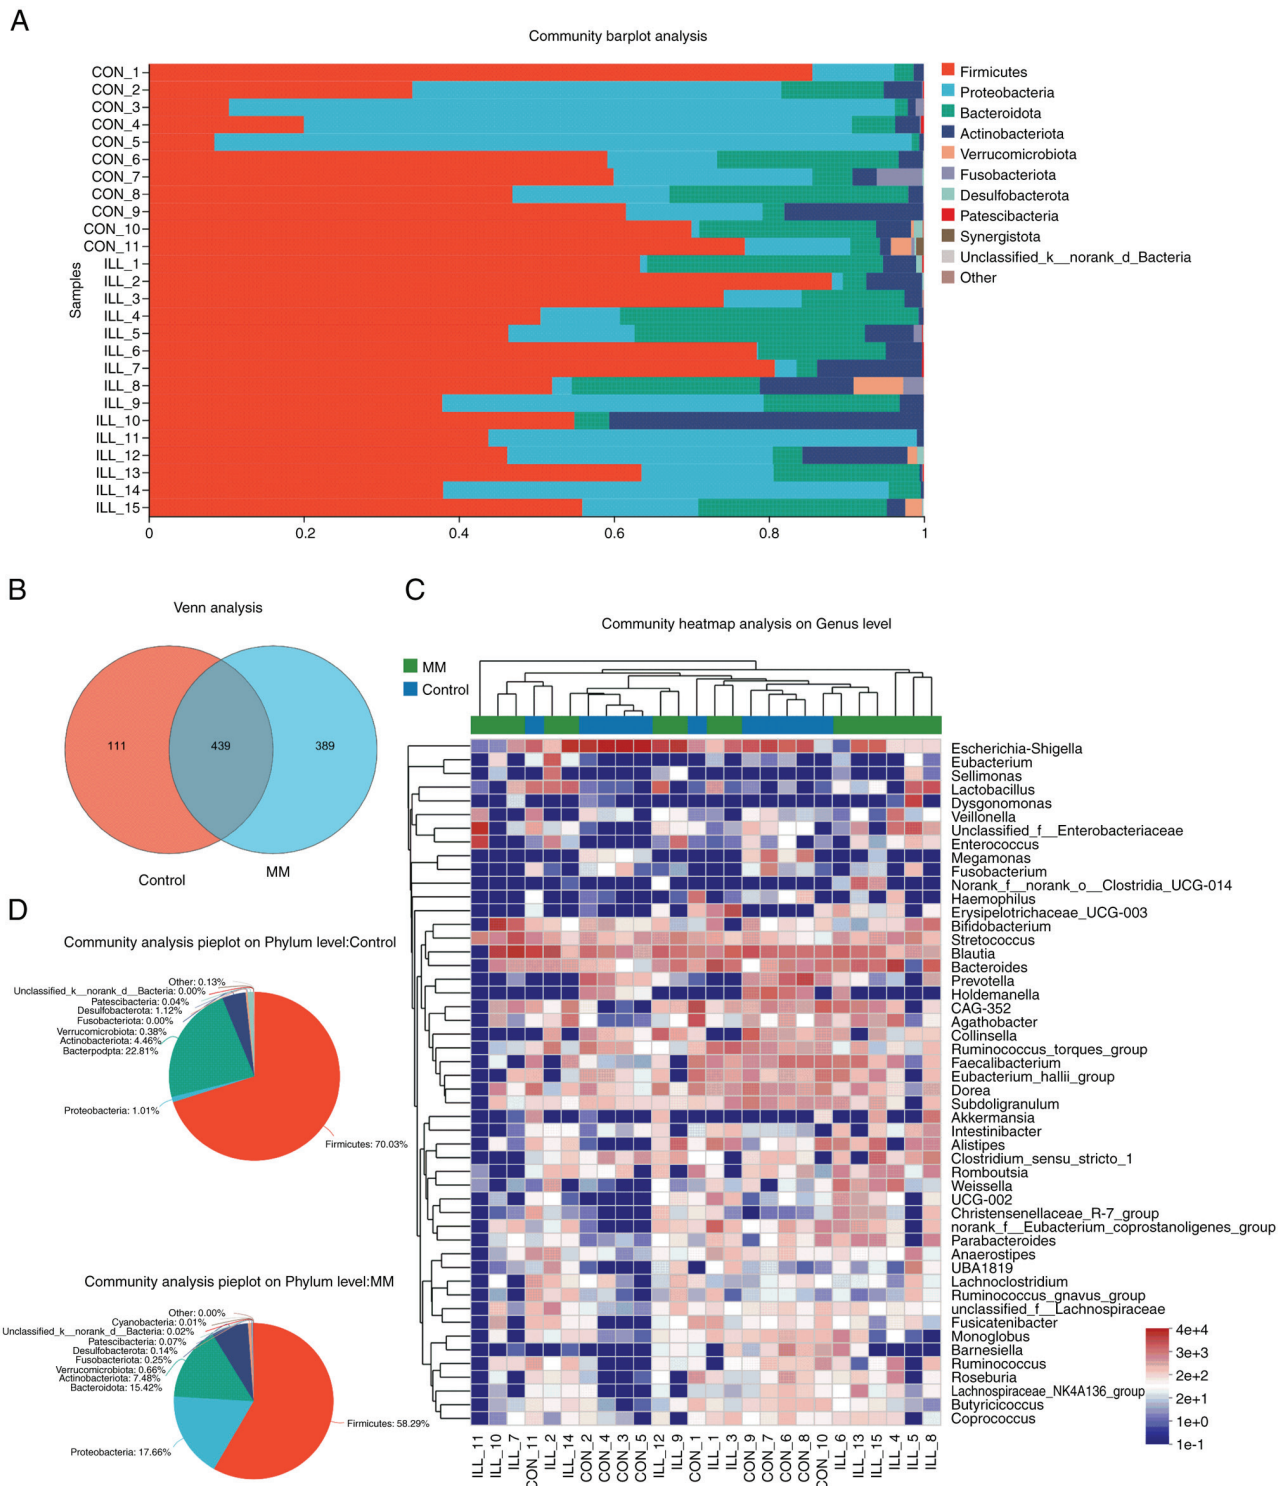 A
Community barplot analysis
CON_1
CON_2
CON_3
CON_4
CON_5
CON_6
CON_7
CON_8
CON_9
CON_10
CON_11
ILL_1
ILL_2
ILL_3
ILL_4
ILL_5
ILL_6
ILL_7
ILL_8
ILL_9
ILL_10
ILL_11
ILL_12
ILL_13
ILL_14
ILL_15
Samples
0 0.2 0.4 0.6 0.8 1
Firmicutes
Proteobacteria
Bacteroidota
Actinobacteriota
Verrucomicrobiota
Fusobacteriota
Desulfobacterota
Patescibacteria
Synergistota
Unclassified_k__norank_d_Bacteria
Other
B
Venn analysis
111 439 389
Control MM
D
Community analysis pieplot on Phylum level:Control
Other: 0.13%
Unclassified_k__norank_d__Bacteria: 0.00%
Patescibacteria: 0.04%
Desulfobacterota: 1.12%
Fusobacteriota: 0.00%
Verrucomicrobiota: 0.38%
Actinobacteriota: 4.46%
Bacterpodpta: 22.81%
Proteobacteria: 1.01%
Firmicutes: 70.03%
Community analysis pieplot on Phylum level:MM
Other: 0.00%
Cyanobacteria: 0.01%
Unclassified_k__norank_d__Bacteria: 0.02%
Patescibacteria: 0.07%
Desulfobacterota: 0.14%
Fusobacteriota: 0.25%
Verrucomicrobiota: 0.66%
Actinobacteriota: 7.48%
Bacteroidota: 15.42%
Proteobacteria: 17.66%
Firmicutes: 58.29%
C
Community heatmap analysis on Genus level
MM
Control
Escherichia-Shigella
Eubacterium
Sellimonas
Lactobacillus
Dysgonomonas
Veillonella
Unclassified_f__Enterobacteriaceae
Enterococcus
Megamonas
Fusobacterium
Norank_f__norank_o__Clostridia_UCG-014
Haemophilus
Erysipelotrichaceae_UCG-003
Bifidobacterium
Stretococcus
Blautia
Bacteroides
Prevotella
Holdemanella
CAG-352
Agathobacter
Collinsella
Ruminococcus_torques_group
Faecalibacterium
Eubacterium_hallii_group
Dorea
Subdoligranulum
Akkermansia
Intestinibacter
Alistipes
Clostridium_sensu_stricto_1
Romboutsia
Weissella
UCG-002
Christensenellaceae_R-7_group
norank_f__Eubacterium_coprostanoligenes_group
Parabacteroides
Anaerostipes
UBA1819
Lachnoclostridium
Ruminococcus_gnavus_group
unclassified_f__Lachnospiraceae
Fusicatenibacter
Monoglobus
Barnesiella
Ruminococcus
Roseburia
Lachnospiraceae_NK4A136_group
Butyricicoccus
Coprococcus
4e+4
3e+3
2e+2
2e+1
1e+0
1e-1
ILL_11
ILL_10
ILL_7
CON_11
ILL_2
ILL_14
CON_2
CON_4
CON_3
CON_5
ILL_12
ILL_9
CON_1
ILL_1
ILL_3
CON_9
CON_7
CON_6
CON_8
CON_10
ILL_6
ILL_13
ILL_15
ILL_4
ILL_5
ILL_8